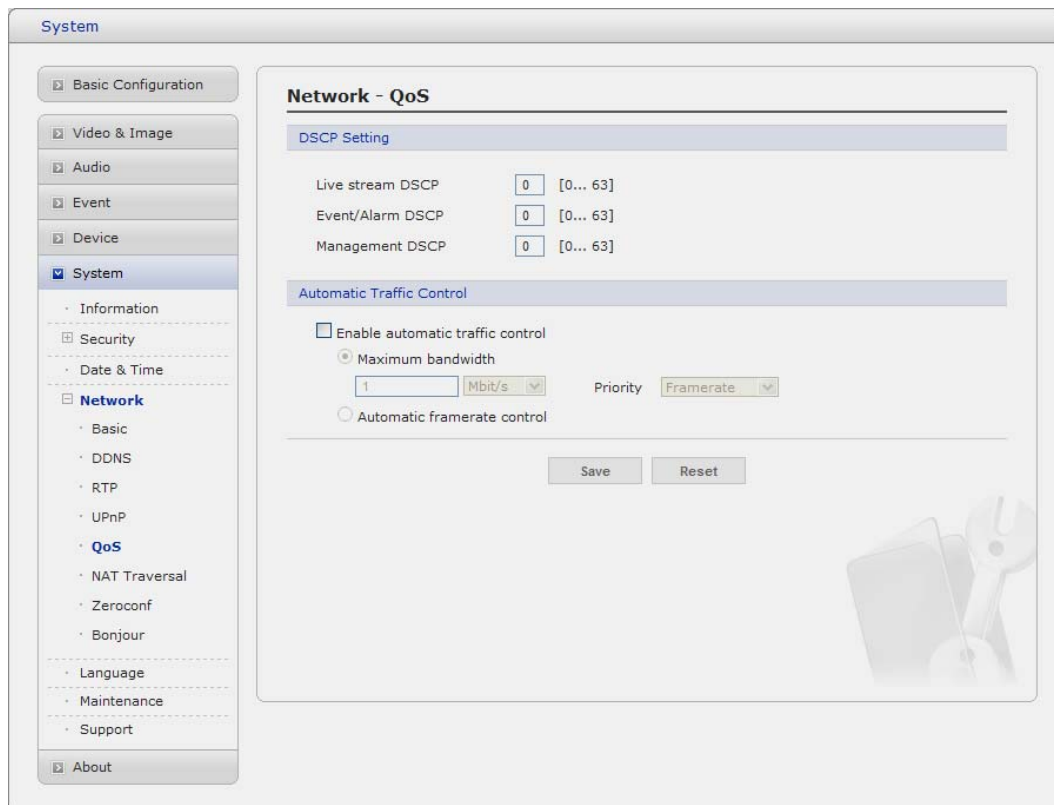 System
Basic Configuration
Video & Image
Audio
Event
Device
System
Information
Security
Date & Time
Network
Basic
DDNS
RTP
UPnP
QoS
NAT Traversal
Zeroconf
Bonjour
Language
Maintenance
Support
About
Network - QoS
DSCP Setting
Live stream DSCP 0 [0... 63]
Event/Alarm DSCP 0 [0... 63]
Management DSCP 0 [0... 63]
Automatic Traffic Control
Enable automatic traffic control
Maximum bandwidth
1 Mbit/s Priority Framerate
Automatic framerate control
Save Reset